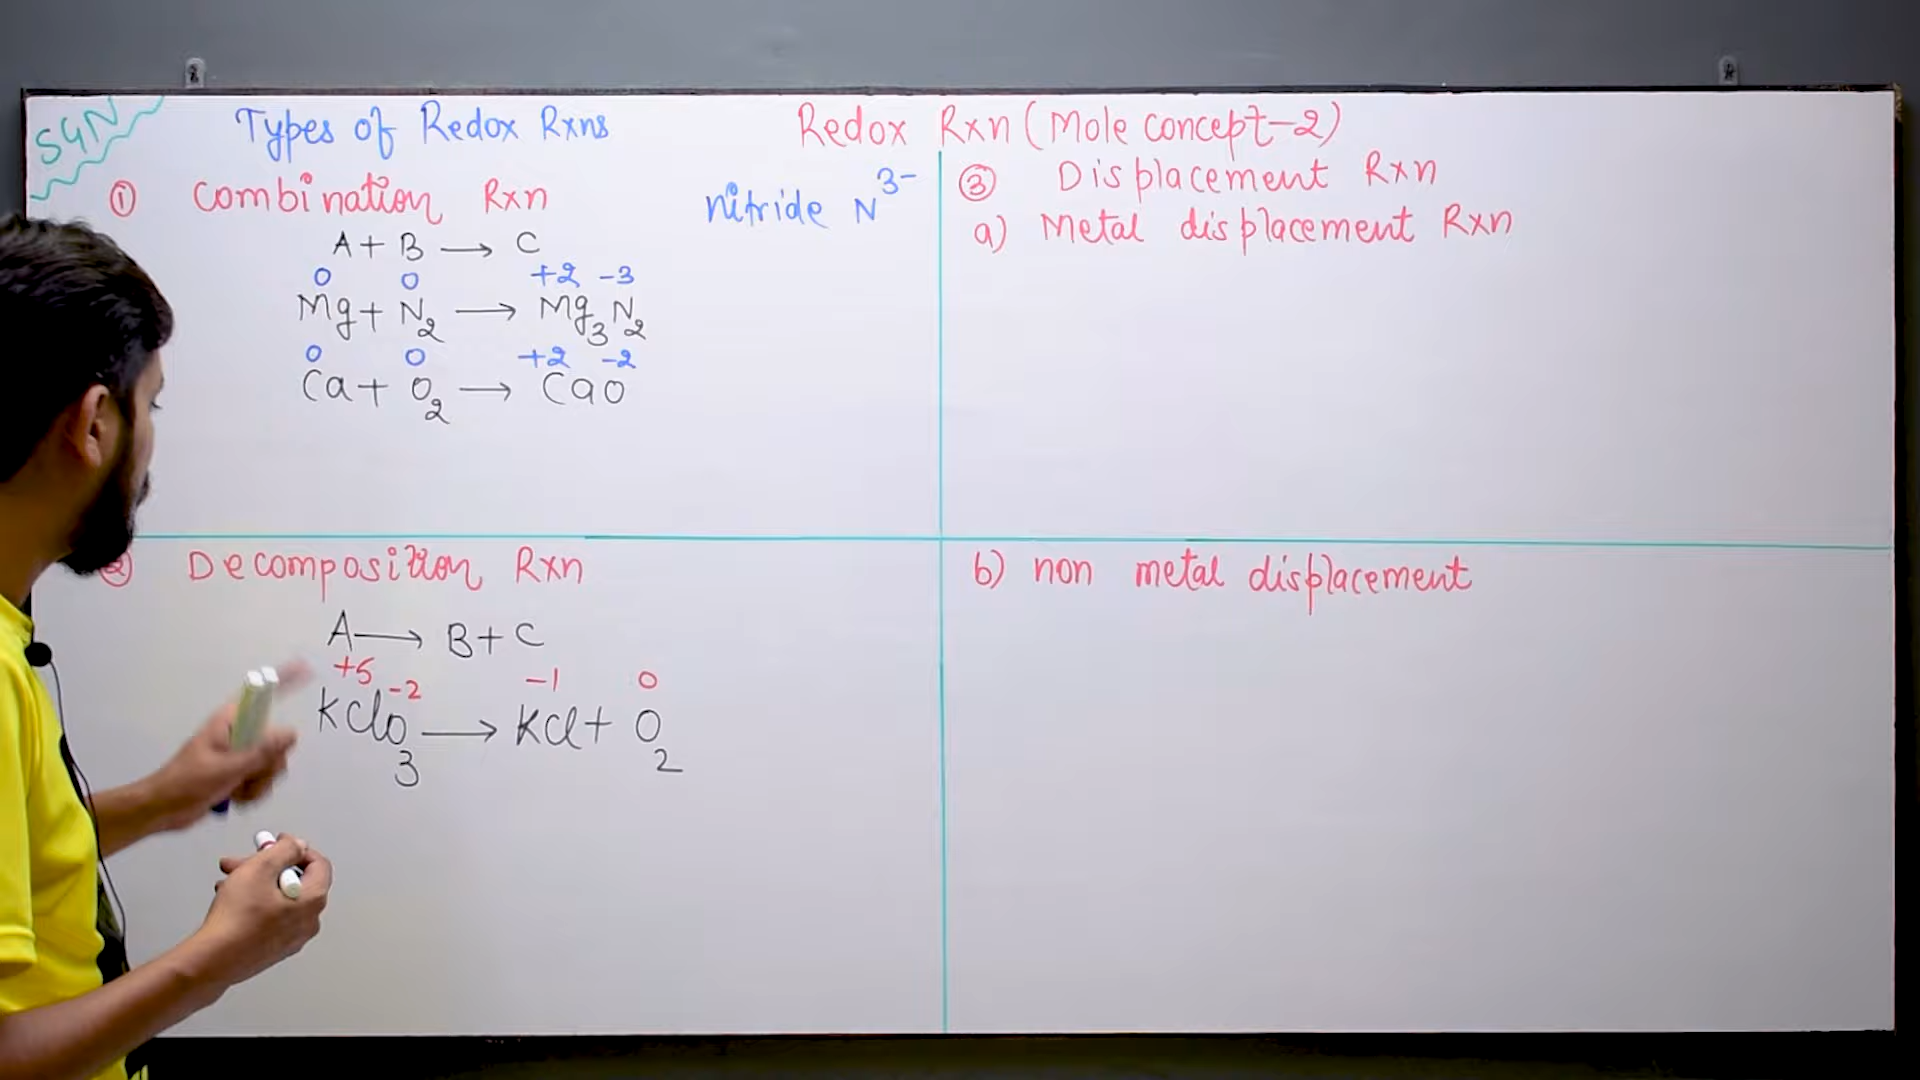 SGN
Types of Redox Rxns
Redox Rxn (Mole concept-2)
① Combination Rxn
nitride N³⁻
A + B ⟶ C
0 0 +2 -3
Mg + N₂ ⟶ Mg₃N₂
0 0 +2 -2
Ca + O₂ ⟶ CaO
② Decomposition Rxn
A ⟶ B + C
+5 -2 -1 0
KClO₃ ⟶ KCl + O₂
③ Displacement Rxn
a) Metal displacement Rxn
b) non metal displacement